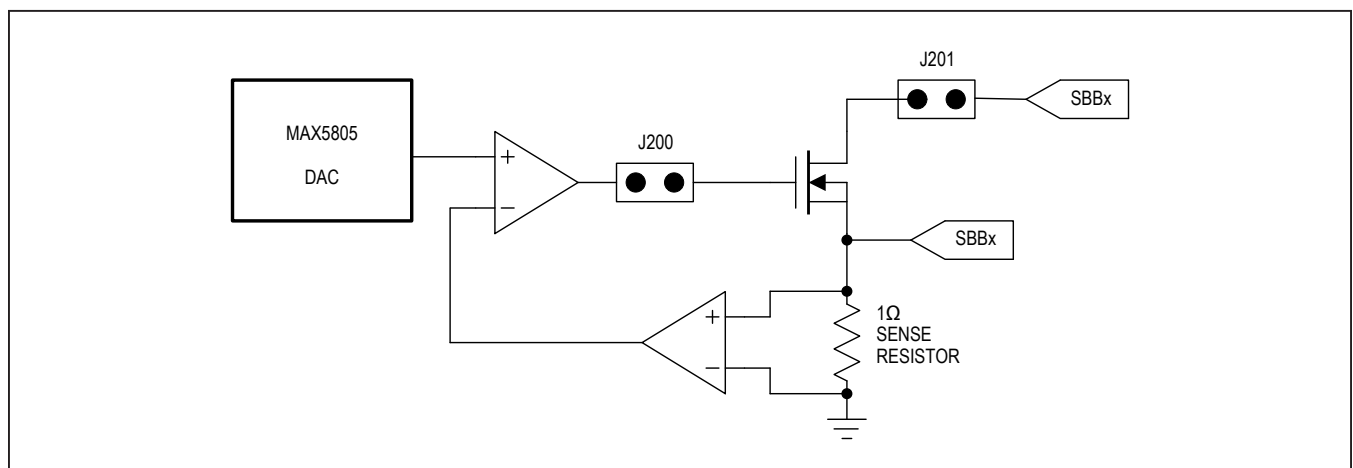 J201
SBBx
MAX5805
DAC
+
−
J200
SBBx
+
−
1Ω
SENSE
RESISTOR